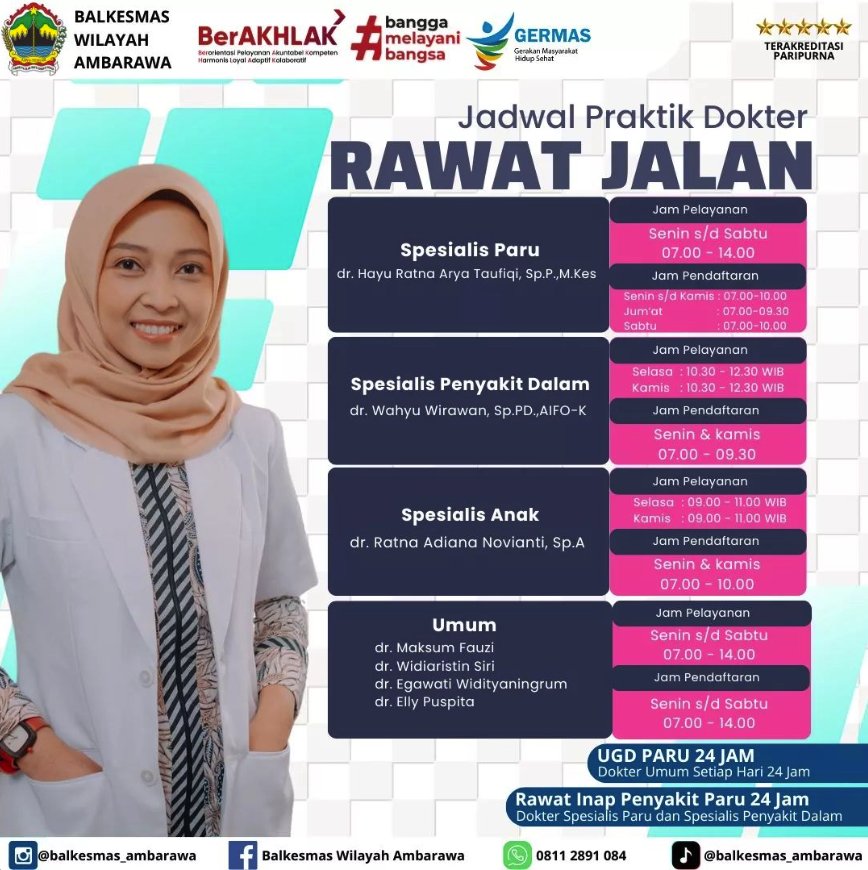 BALKESMAS
WILAYAH
AMBARAWA
BerAKHLAK
Berorientasi Pelayanan Akuntabel Kompeten
Harmonis Loyal Adaptif Kolaboratif
#bangga
melayani
bangsa
GERMAS
Gerakan Masyarakat
Hidup Sehat
TERAKREDITASI
PARIPURNA
Jadwal Praktik Dokter
RAWAT JALAN
Spesialis Paru
dr. Hayu Ratna Arya Taufiqi, Sp.P.,M.Kes
Jam Pelayanan
Senin s/d Sabtu
07.00 - 14.00
Jam Pendaftaran
Senin s/d Kamis : 07.00-10.00
Jum'at : 07.00-09.30
Sabtu : 07.00-10.00
Spesialis Penyakit Dalam
dr. Wahyu Wirawan, Sp.PD.,AIFO-K
Jam Pelayanan
Selasa : 10.30 - 12.30 WIB
Kamis : 10.30 - 12.30 WIB
Jam Pendaftaran
Senin & kamis
07.00 - 09.30
Spesialis Anak
dr. Ratna Adiana Novianti, Sp.A
Jam Pelayanan
Selasa : 09.00 - 11.00 WIB
Kamis : 09.00 - 11.00 WIB
Jam Pendaftaran
Senin & kamis
07.00 - 10.00
Umum
dr. Maksum Fauzi
dr. Widiaristin Siri
dr. Egawati Widityaningrum
dr. Elly Puspita
Jam Pelayanan
Senin s/d Sabtu
07.00 - 14.00
Jam Pendaftaran
Senin s/d Sabtu
07.00 - 14.00
UGD PARU 24 JAM
Dokter Umum Setiap Hari 24 Jam
Rawat Inap Penyakit Paru 24 Jam
Dokter Spesialis Paru dan Spesialis Penyakit Dalam
@balkesmas_ambarawa
Balkesmas Wilayah Ambarawa
0811 2891 084
@balkesmas_ambarawa